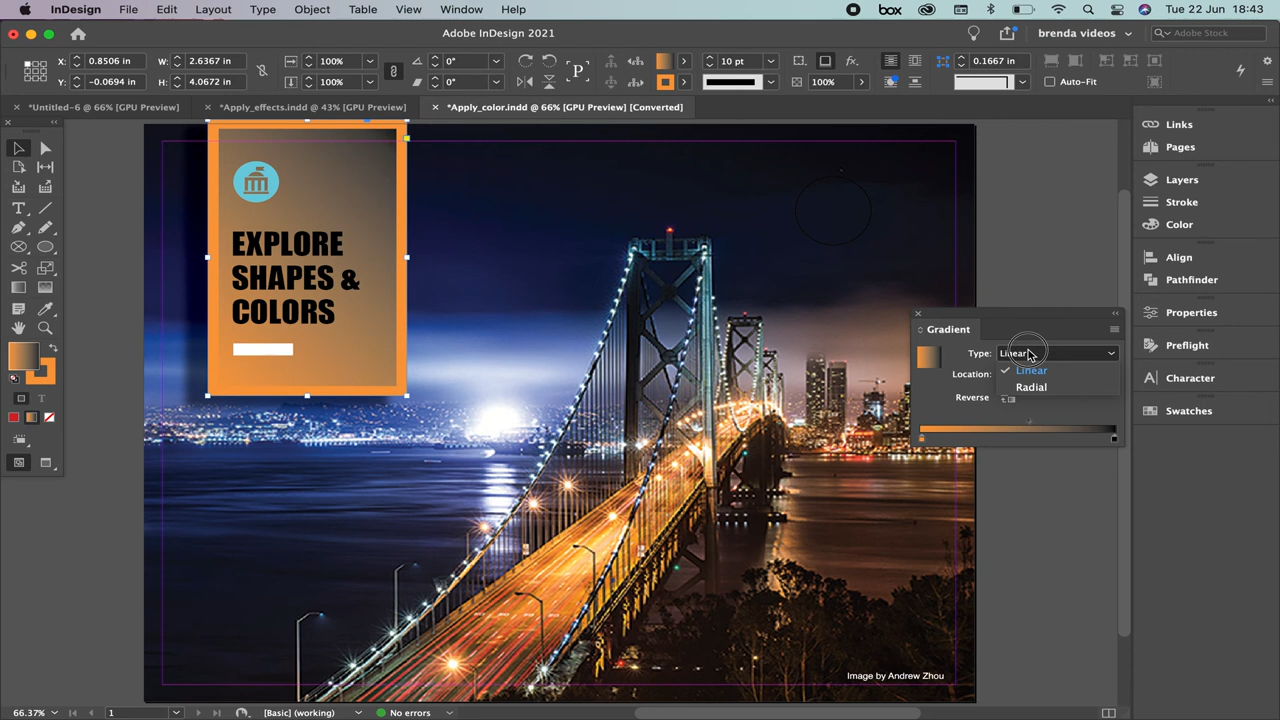 InDesign File Edit Layout Type Object Table View Window Help box Tue 22 Jun 18:43
Adobe InDesign 2021 brenda videos Adobe Stock
X: 0.8506 in W: 2.6367 in 100% 0° P 10 pt fx. 0.1667 in
Y: -0.0694 in H: 4.0672 in 100% 0° 100% Auto-Fit
*Untitled-6 @ 66% [GPU Preview] *Apply_effects.indd @ 43% [GPU Preview] *Apply_color.indd @ 66% [GPU Preview] [Converted]
EXPLORE
SHAPES &
COLORS
Image by Andrew Zhou
Gradient
Type: Linear
Linear
Location:
Radial
Reverse
Links
Pages
Layers
Stroke
Color
Align
Pathfinder
Properties
Preflight
Character
Swatches
66.37% 1 [Basic] (working) No errors